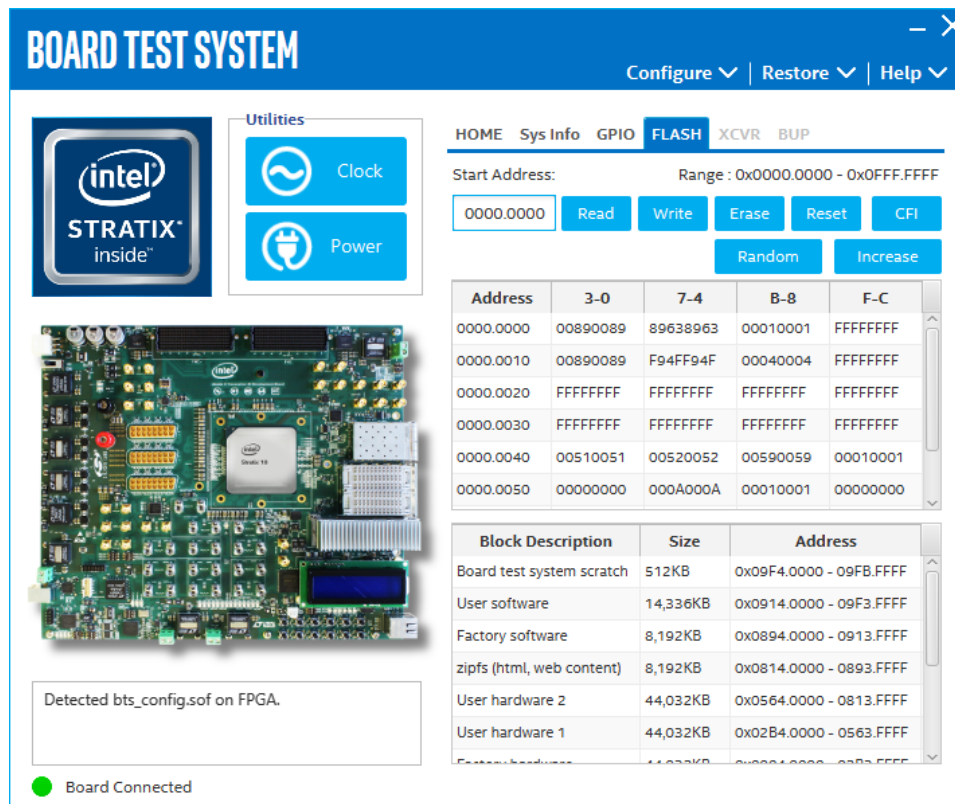 BOARD TEST SYSTEM
Configure | Restore | Help
Utilities
intel
STRATIX
inside™
Clock
Power
HOME Sys Info GPIO FLASH XCVR BUP
Start Address: Range : 0x0000.0000 - 0x0FFF.FFFF
0000.0000 Read Write Erase Reset CFI
Random Increase
Address 3-0 7-4 B-8 F-C
0000.0000 00890089 89638963 00010001 FFFFFFFF
0000.0010 00890089 F94FF94F 00040004 FFFFFFFF
0000.0020 FFFFFFFF FFFFFFFF FFFFFFFF FFFFFFFF
0000.0030 FFFFFFFF FFFFFFFF FFFFFFFF FFFFFFFF
0000.0040 00510051 00520052 00590059 00010001
0000.0050 00000000 000A000A 00010001 00000000
intel
intel
Stratix 10
Block Description Size Address
Board test system scratch 512KB 0x09F4.0000 - 09FB.FFFF
User software 14,336KB 0x0914.0000 - 09F3.FFFF
Factory software 8,192KB 0x0894.0000 - 0913.FFFF
zipfs (html, web content) 8,192KB 0x0814.0000 - 0893.FFFF
User hardware 2 44,032KB 0x0564.0000 - 0813.FFFF
User hardware 1 44,032KB 0x02B4.0000 - 0563.FFFF
Detected bts_config.sof on FPGA.
Board Connected